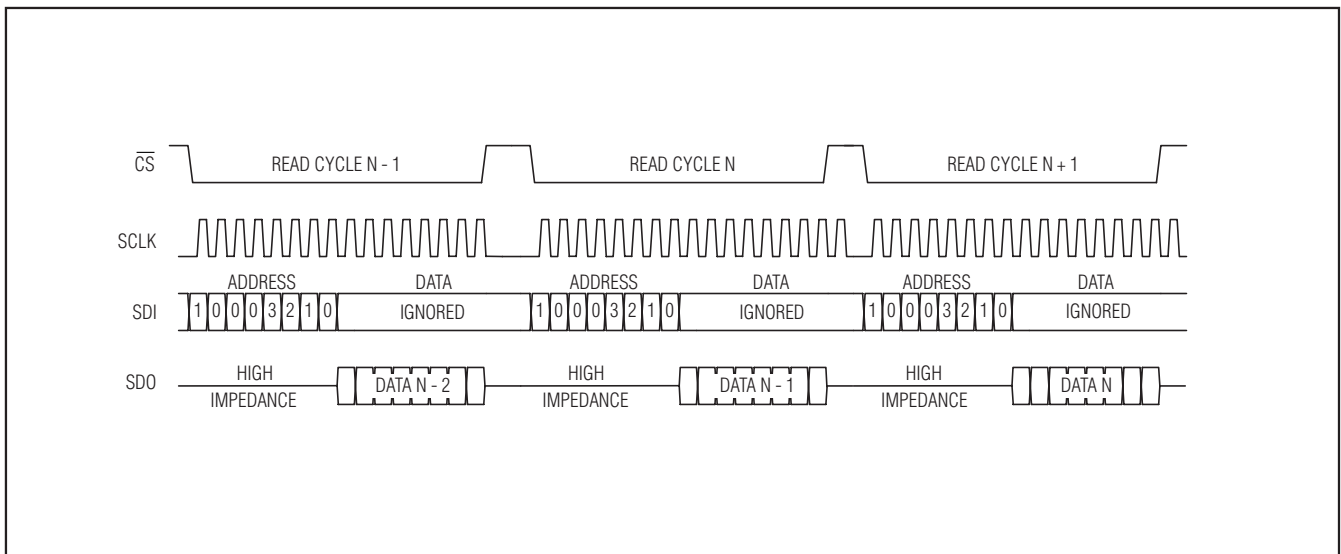 CS READ CYCLE N - 1 READ CYCLE N READ CYCLE N + 1
SCLK
ADDRESS DATA ADDRESS DATA ADDRESS DATA
SDI 1 0 0 0 3 2 1 0 IGNORED 1 0 0 0 3 2 1 0 IGNORED 1 0 0 0 3 2 1 0 IGNORED
HIGH HIGH HIGH
SDO DATA N - 2 DATA N - 1 DATA N
IMPEDANCE IMPEDANCE IMPEDANCE